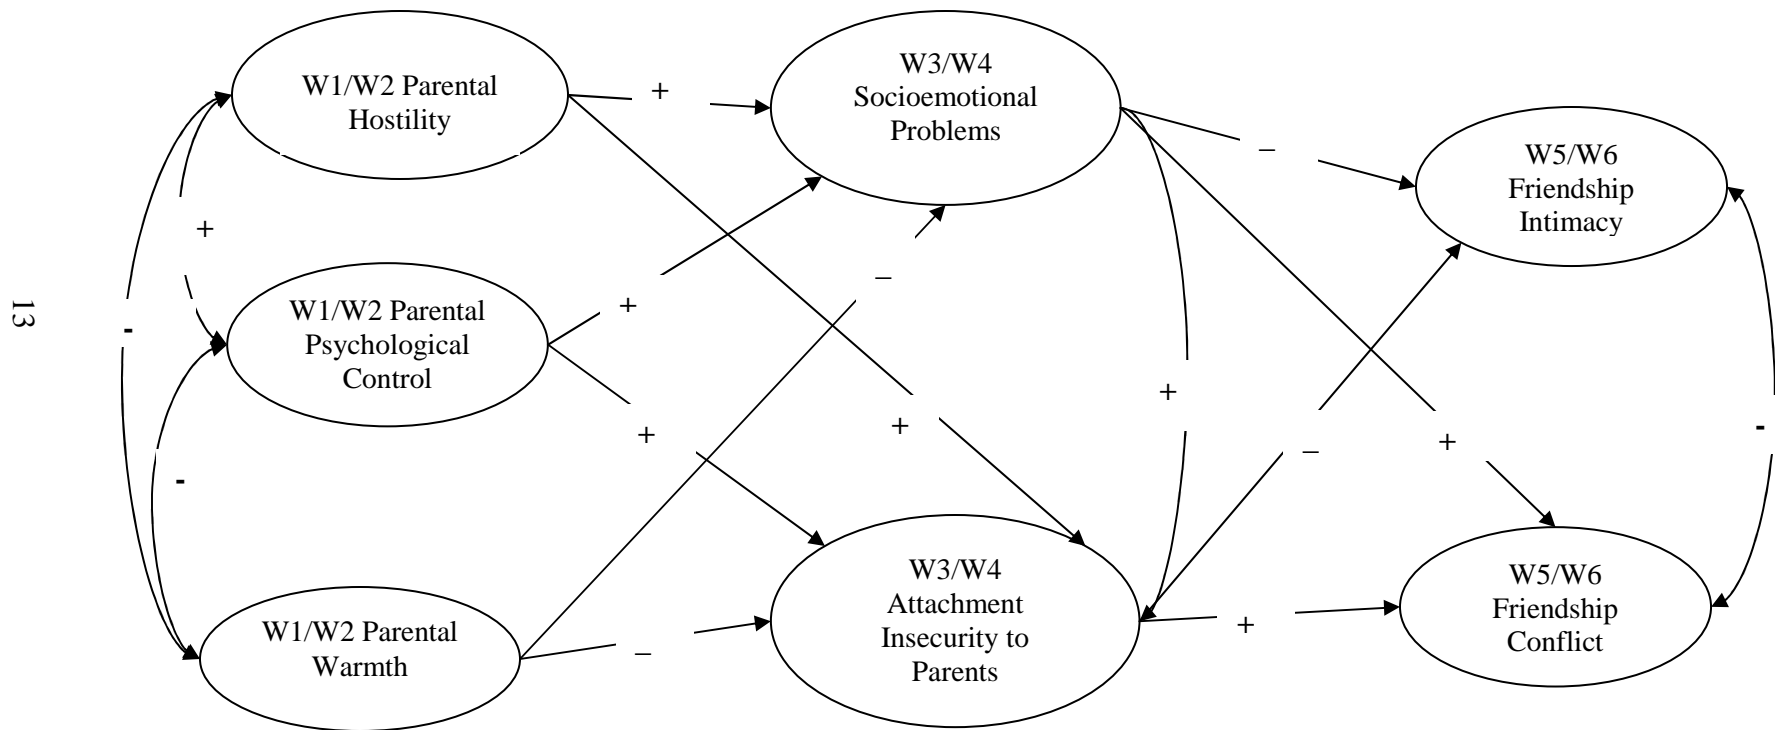 W1/W2 Parental
Hostility
+
W3/W4
Socioemotional
Problems
–
W5/W6
Friendship
Intimacy
+
–
+
W1/W2 Parental
Psychological
Control
13
-
+
+
+
–
+
-
-
W1/W2 Parental
Warmth
–
W3/W4
Attachment
Insecurity to
Parents
+
W5/W6
Friendship
Conflict